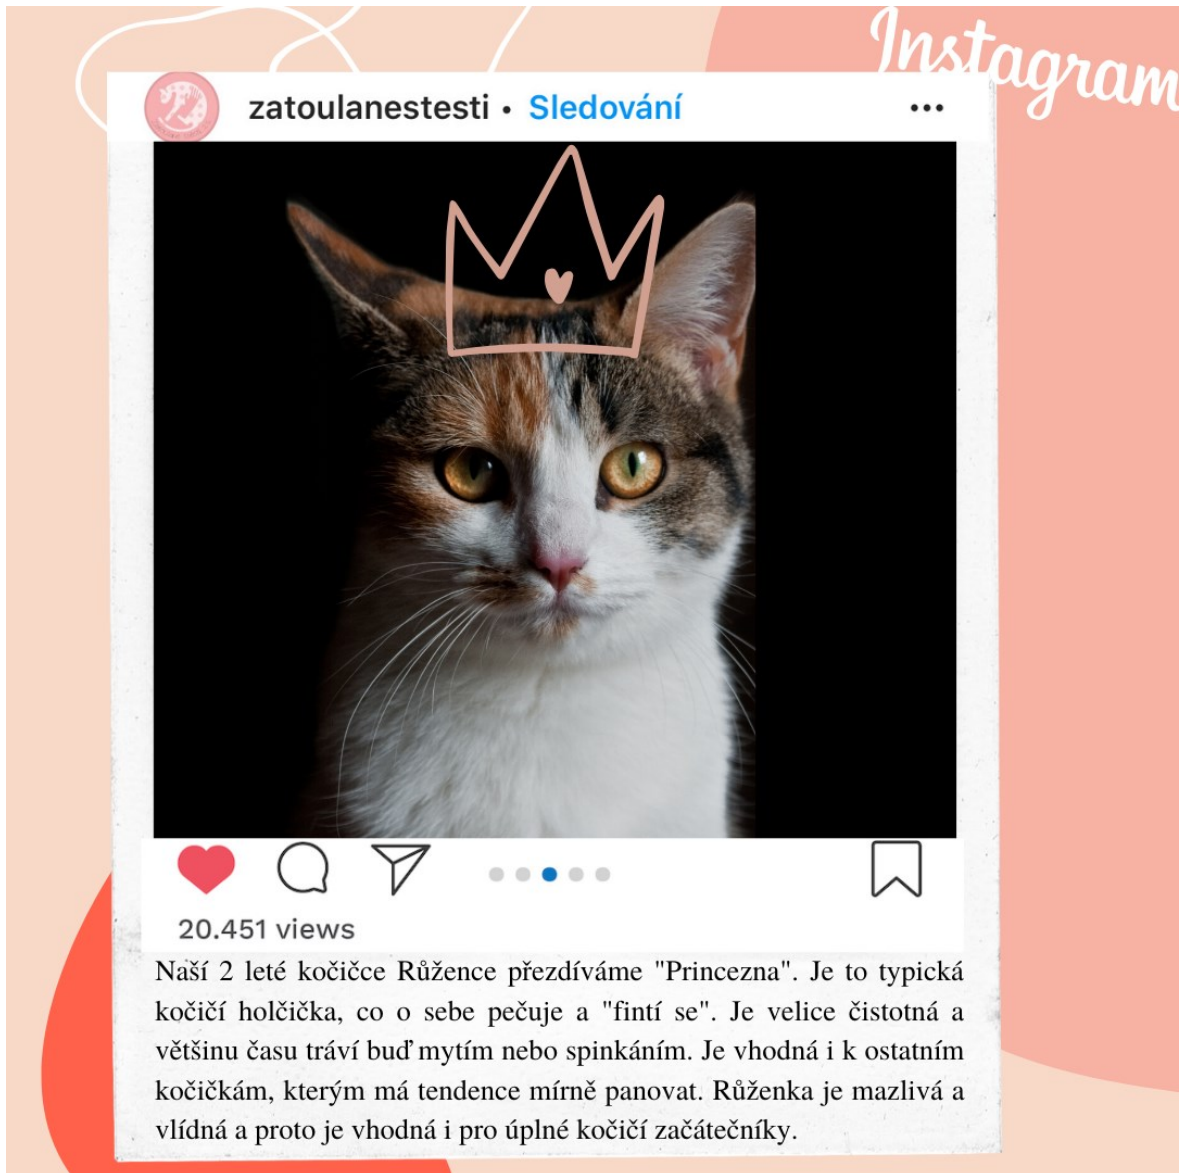 Instagram
zatoulanestesti • Sledování
20.451 views
Naší 2 leté kočičce Růžence přezdíváme "Princezna". Je to typická
kočičí holčička, co o sebe pečuje a "fintí se". Je velice čistotná a
většinu času tráví buď mytím nebo spinkáním. Je vhodná i k ostatním
kočičkám, kterým má tendence mírně panovat. Růženka je mazlivá a
vlídná a proto je vhodná i pro úplné kočičí začátečníky.